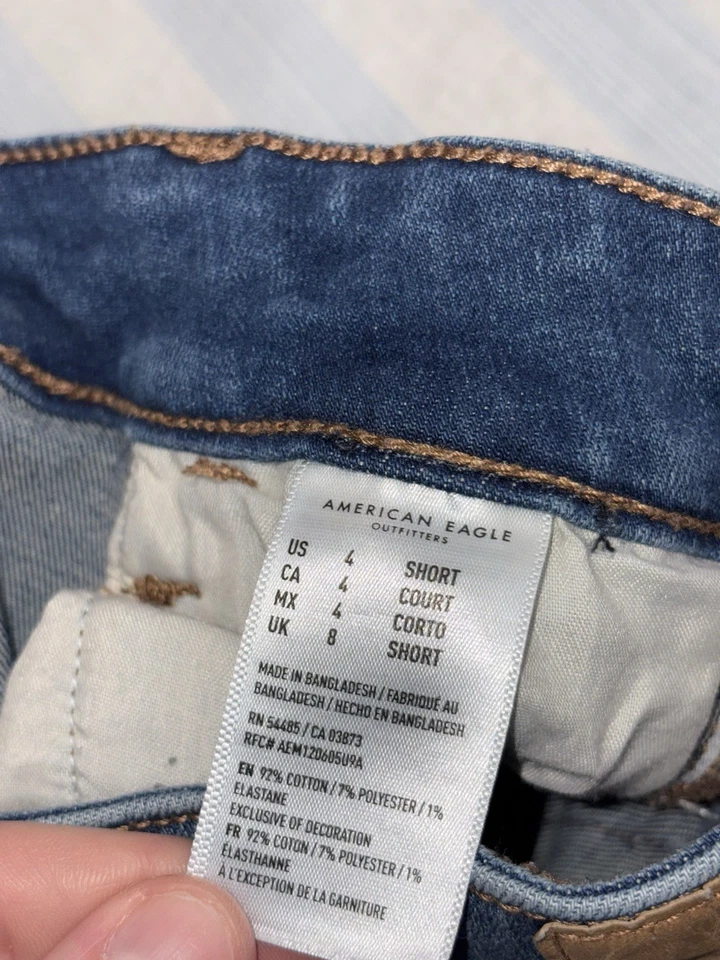 AMERICAN EAGLE
OUTFITTERS
US 4 SHORT
CA 4 COURT
MX 4 CORTO
UK 8 SHORT
MADE IN BANGLADESH / FABRIQUÉ AU
BANGLADESH / HECHO EN BANGLADESH
RN 54485 / CA 03873
RFC# AEM120605U9A
EN 92% COTTON / 7% POLYESTER / 1%
ELASTANE
EXCLUSIVE OF DECORATION
FR 92% COTON / 7% POLYESTER / 1%
ÉLASTHANNE
À L'EXCEPTION DE LA GARNITURE